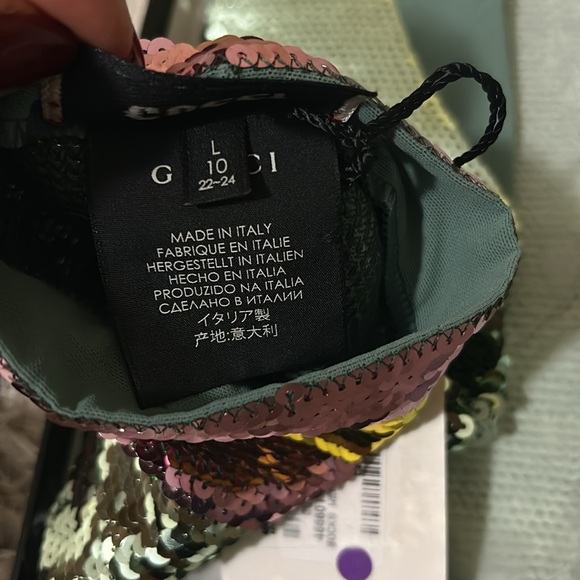 L
10
22-24
MADE IN ITALY
FABRIQUE EN ITALIE
HERGESTELLT IN ITALIEN
HECHO EN ITALIA
PRODUZIDO NA ITALIA
СДЕЛАНО В ИТАЛИИ
イタリア製
产地:意大利